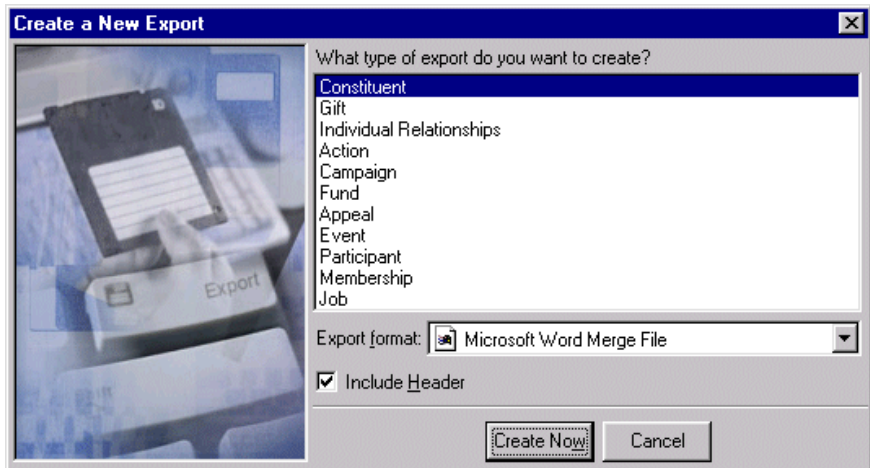 Create a New Export
What type of export do you want to create?
Constituent
Gift
Individual Relationships
Action
Campaign
Fund
Appeal
Event
Participant
Membership
Job
Export
Export format: Microsoft Word Merge File
Include Header
Create Now Cancel